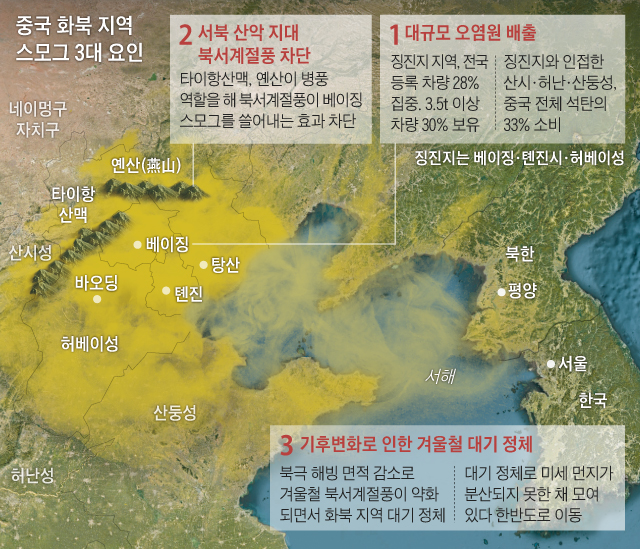 중국 화북 지역
스모그 3대 요인
2 서북 산악 지대
북서계절풍 차단
타이항산맥, 옌산이 병풍
역할을 해 북서계절풍이 베이징
스모그를 쓸어내는 효과 차단
1 대규모 오염원 배출
징진지 지역, 전국
등록 차량 28%
집중. 3.5t 이상
차량 30% 보유
징진지와 인접한
산시·허난·산둥성,
중국 전체 석탄의
33% 소비
징진지는 베이징·톈진시·허베이성
네이멍구
자치구
옌산(燕山)
타이항
산맥
산시성
베이징
탕산
바오딩
톈진
허베이성
산둥성
허난성
북한
평양
서울
서해
한국
3 기후변화로 인한 겨울철 대기 정체
북극 해빙 면적 감소로
겨울철 북서계절풍이 약화
되면서 화북 지역 대기 정체
대기 정체로 미세 먼지가
분산되지 못한 채 모여
있다 한반도로 이동